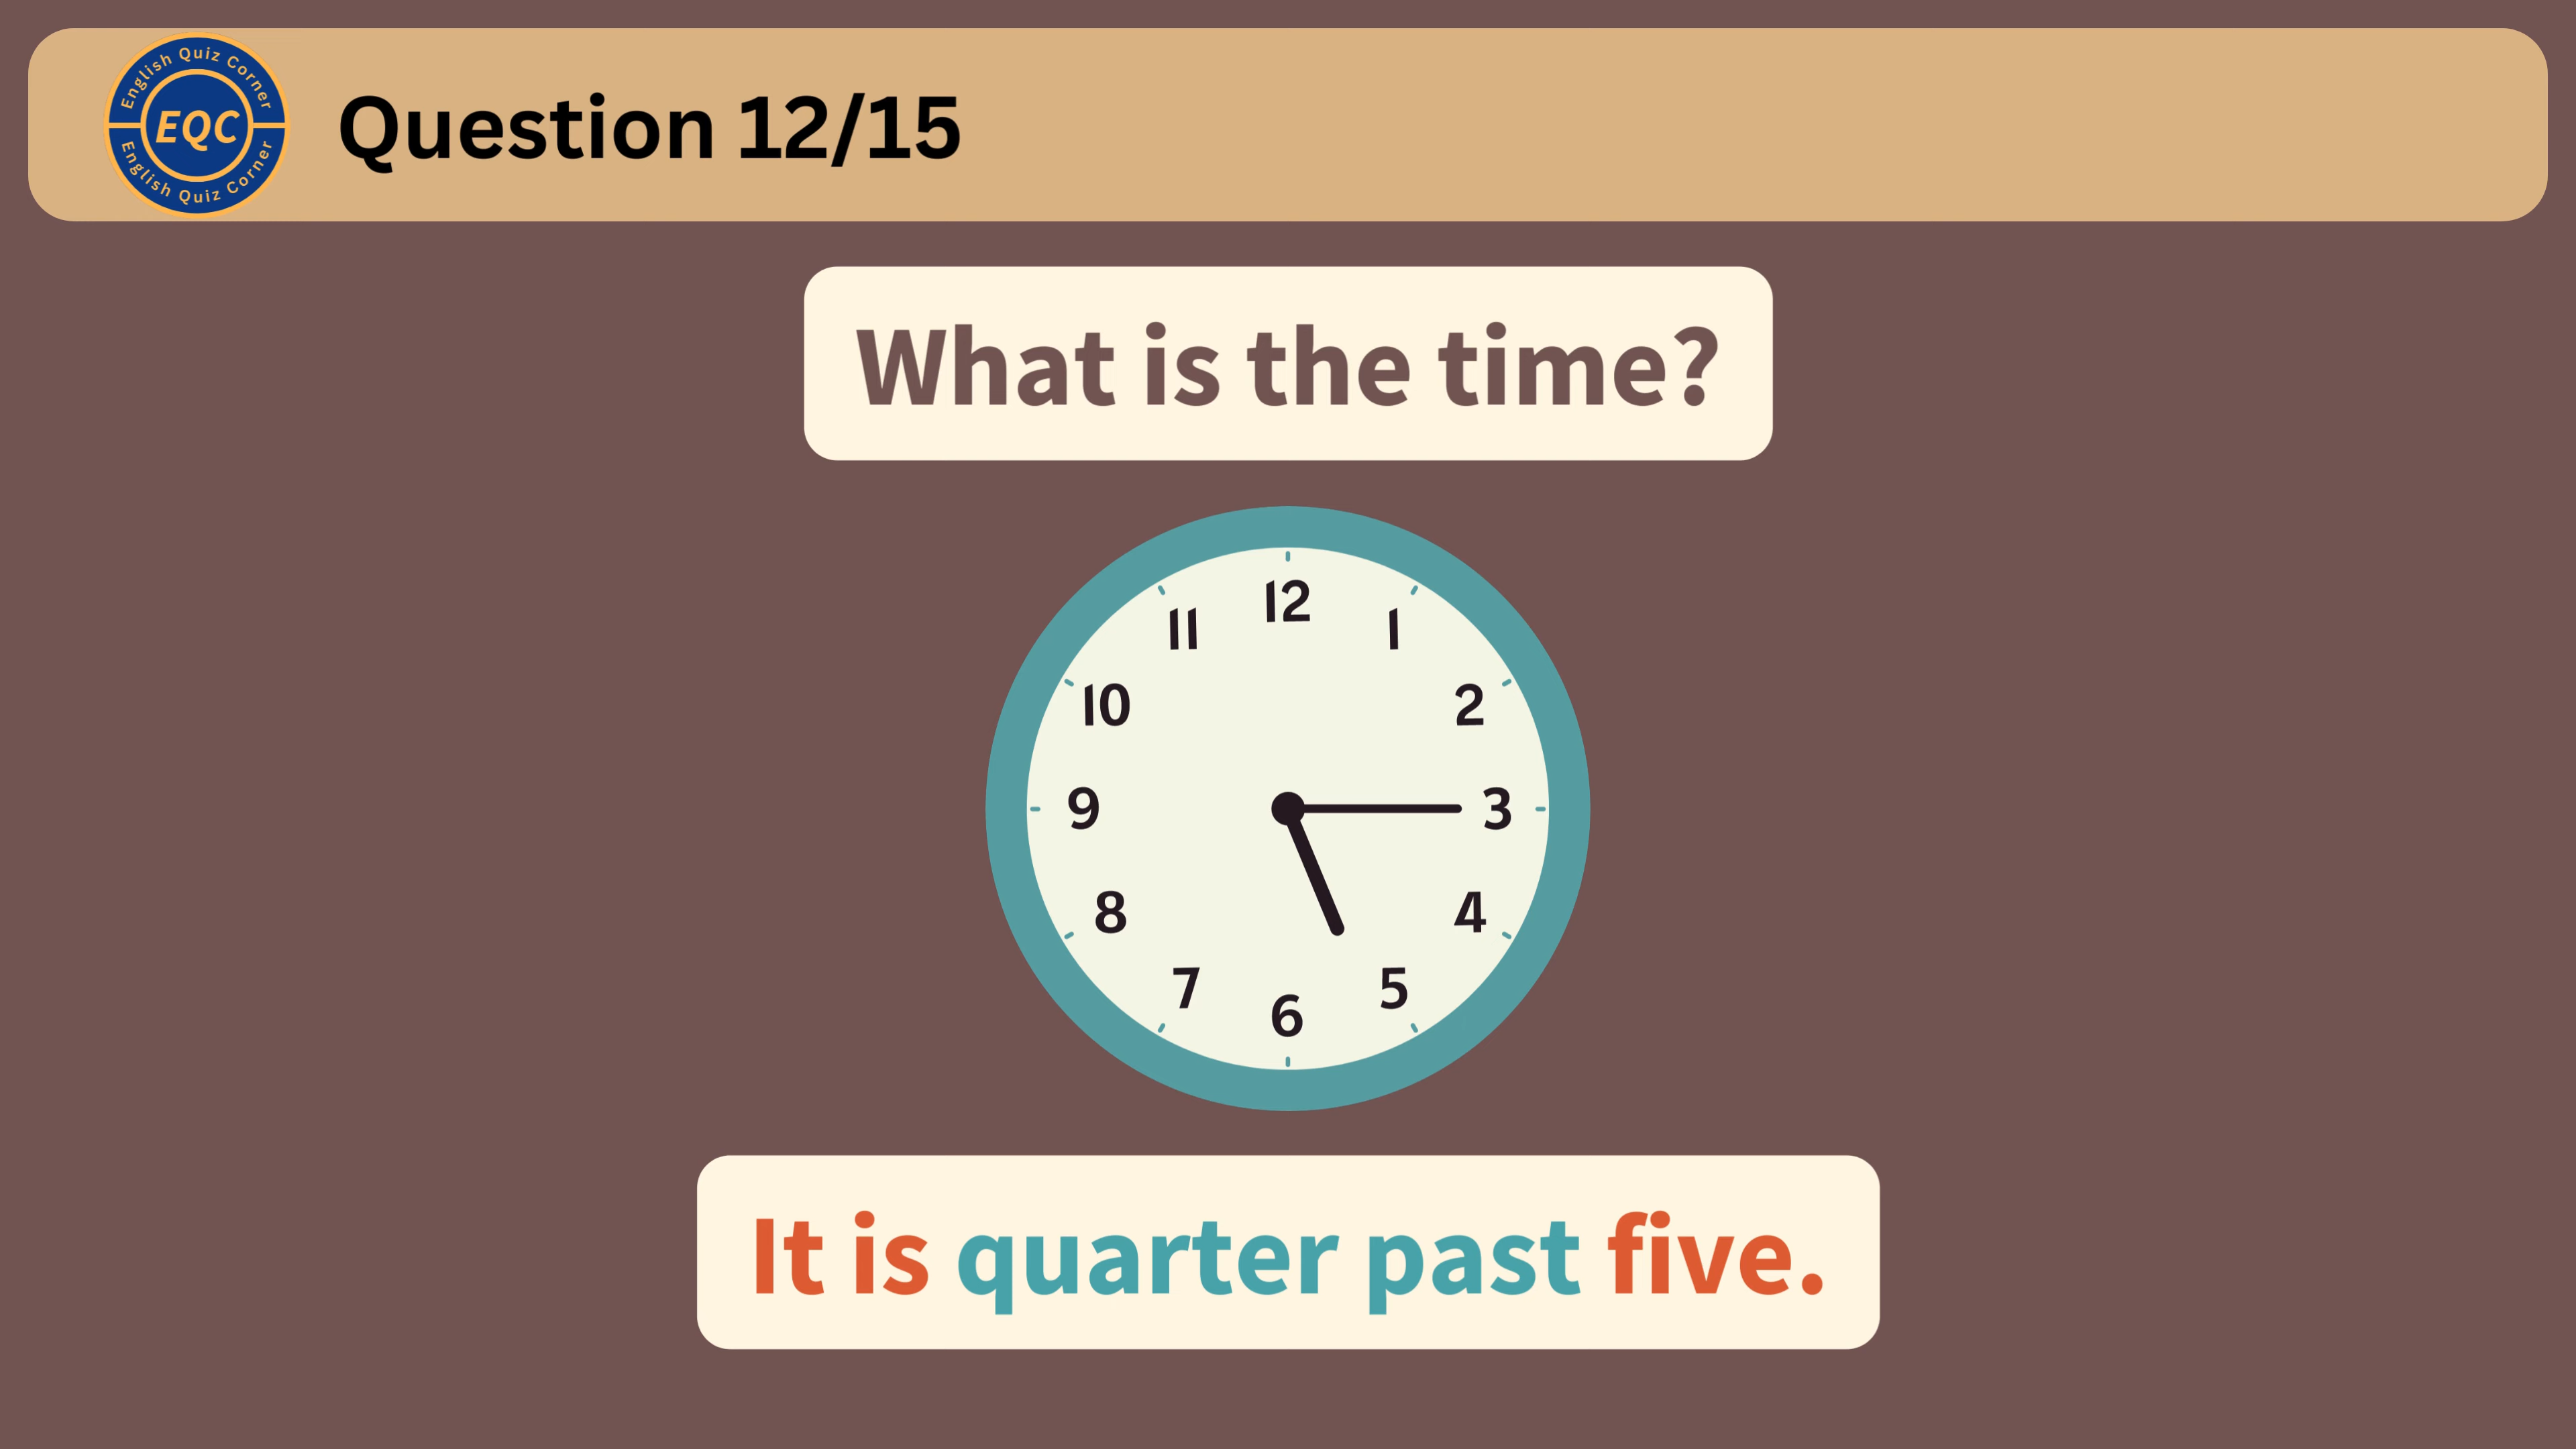 English Quiz Corner
EQC
English Quiz Corner
Question 12/15
What is the time?
12
11
1
10
2
9
3
8
4
7
5
6
It is quarter past five.